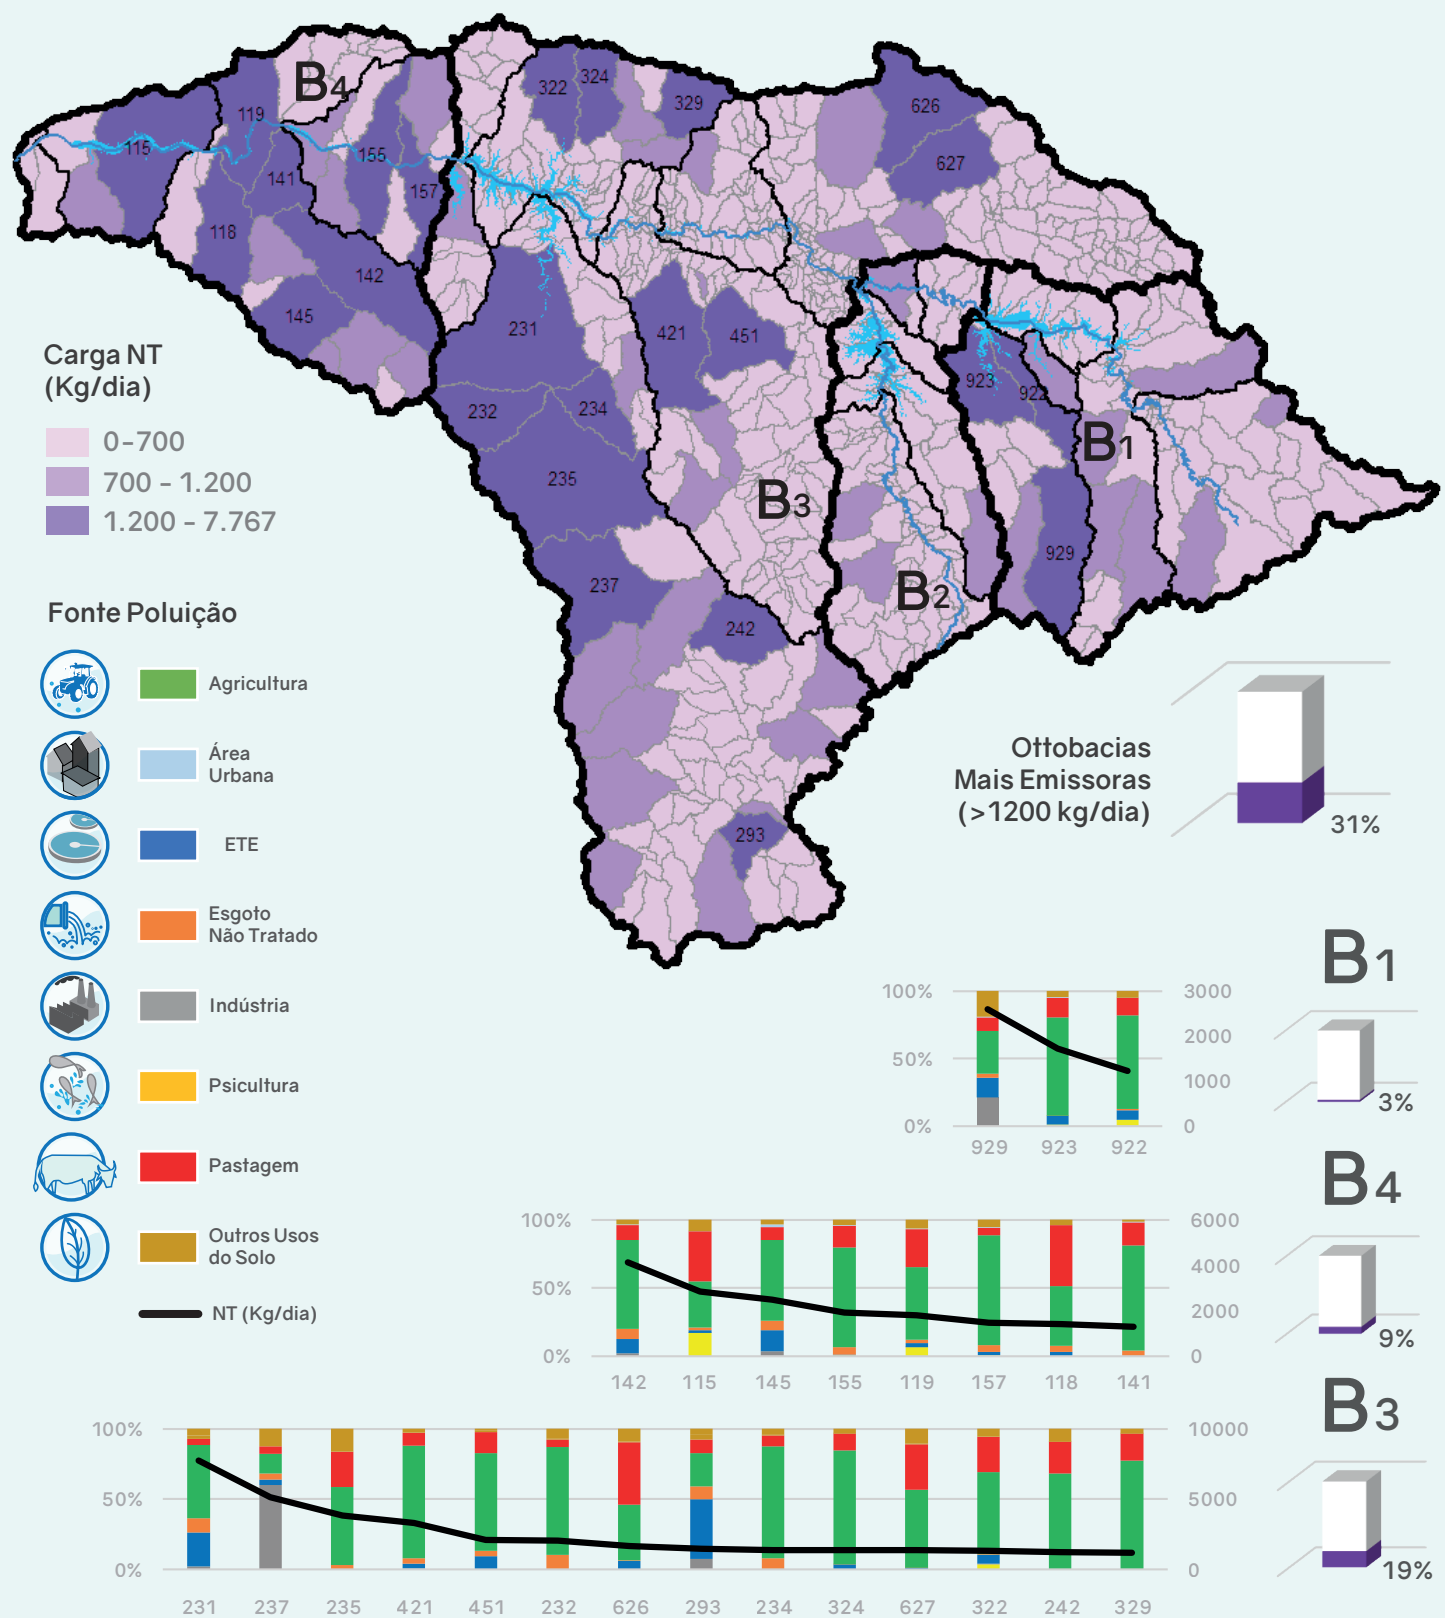 B4
119
322
324
329
626
115
155
627
141
157
118
142
145
231
421
451
923
922
232
234
B1
235
B3
929
237
B2
242
293
Carga NT
(Kg/dia)
0-700
700 - 1.200
1.200 - 7.767
Fonte Poluição
Agricultura
Área
Urbana
ETE
Esgoto
Não Tratado
Indústria
Psicultura
Pastagem
Outros Usos
do Solo
NT (Kg/dia)
Ottobacias
Mais Emissoras
(>1200 kg/dia)
31%
B1
100%
3000
2000
50%
1000
0%
0
929 923 922
3%
B4
100%
6000
4000
50%
2000
0%
0
142 115 145 155 119 157 118 141
9%
B3
100%
10000
50%
5000
0%
0
231 237 235 421 451 232 626 293 234 324 627 322 242 329
19%